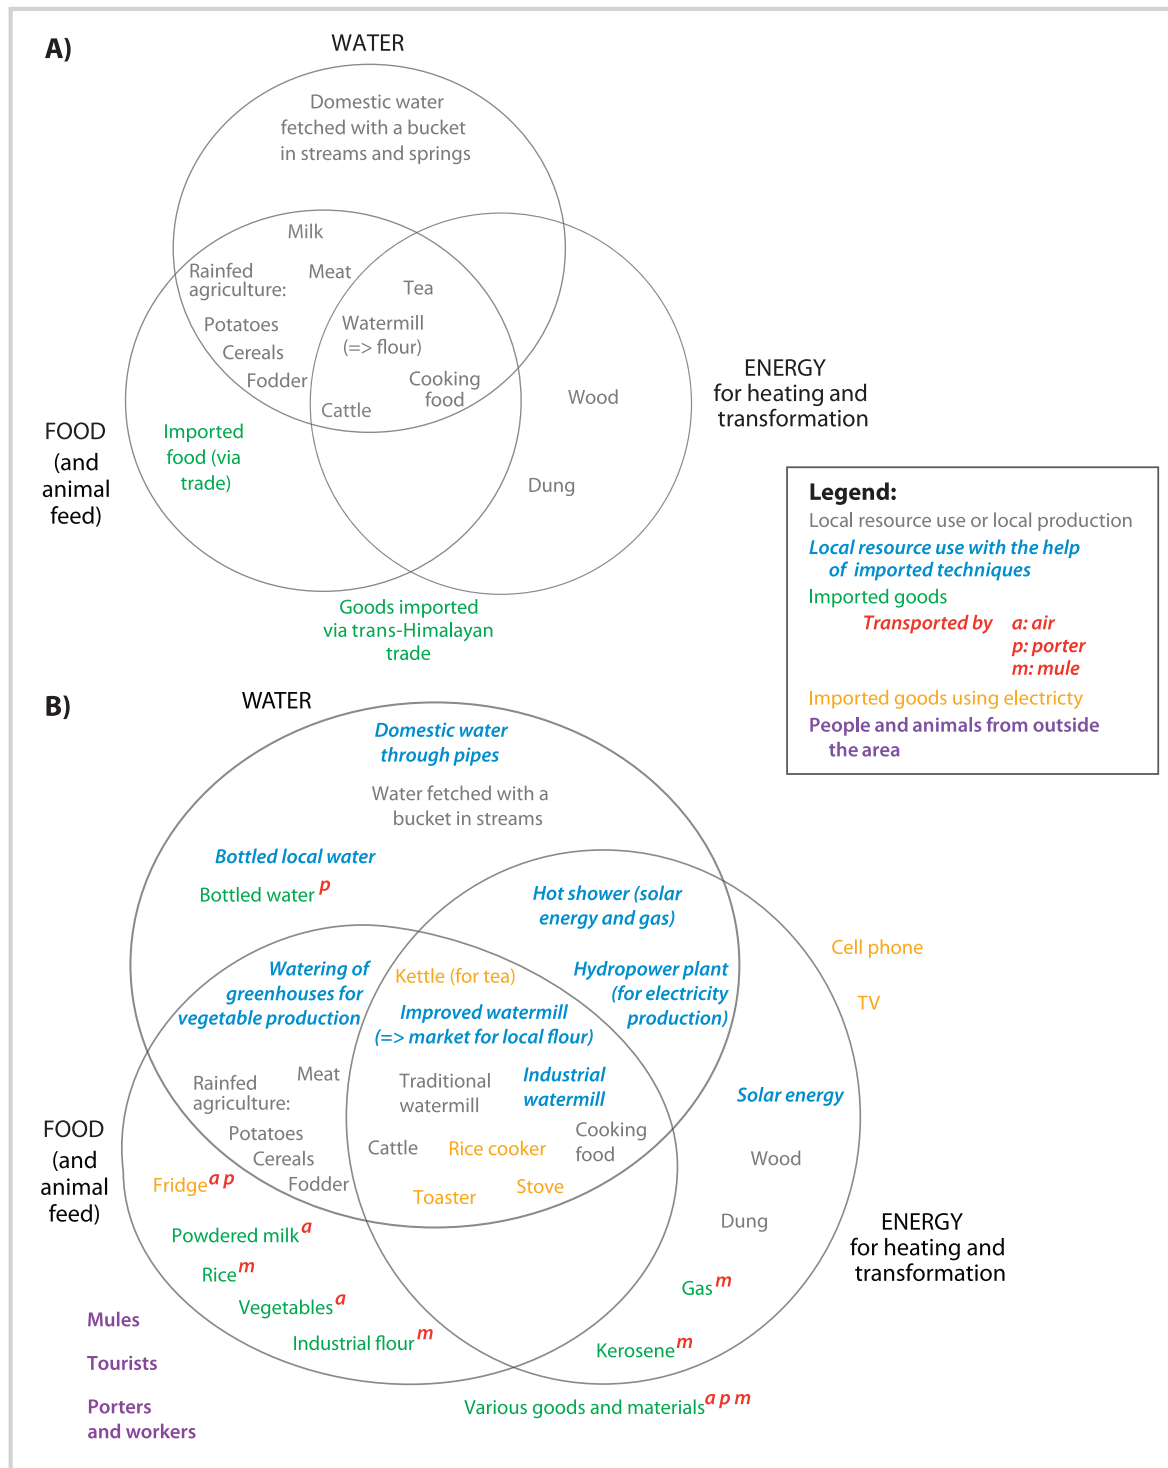 A)
WATER
Domestic water
fetched with a bucket
in streams and springs
Milk
Rainfed
agriculture:
Meat
Tea
Potatoes
Cereals
Fodder
Watermill
(=> flour)
Cooking
food
Cattle
Wood
Dung
ENERGY
for heating and
transformation
FOOD
(and
animal
feed)
Imported
food (via
trade)
Goods imported
via trans-Himalayan
trade
Legend:
Local resource use or local production
Local resource use with the help
of imported techniques
Imported goods
Transported by a: air
p: porter
m: mule
Imported goods using electricty
People and animals from outside
the area
B)
WATER
Domestic water
through pipes
Water fetched with a
bucket in streams
Bottled local water
Bottled water p
Hot shower (solar
energy and gas)
Cell phone
TV
Watering of
greenhouses for
vegetable production
Kettle (for tea)
Hydropower plant
(for electricity
production)
Improved watermill
(=> market for local flour)
Meat
Rainfed
agriculture:
Traditional
watermill
Industrial
watermill
Solar energy
Potatoes
Cereals
Fodder
Cattle
Rice cooker
Cooking
food
Toaster
Stove
Wood
Dung
FOOD
(and
animal
feed)
Fridge a p
Powdered milk a
Rice m
Vegetables a
Industrial flour m
Gas m
Kerosene m
ENERGY
for heating and
transformation
Mules
Tourists
Porters
and workers
Various goods and materials a p m